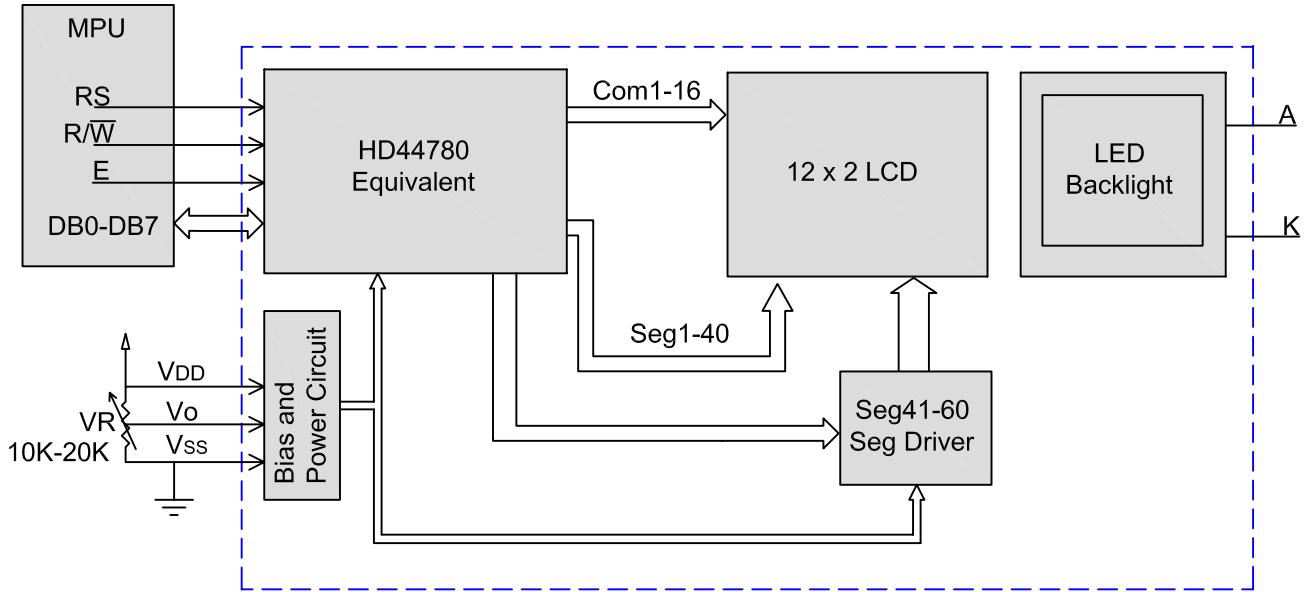 MPU
RS
R/W̅
E
DB0-DB7
HD44780
Equivalent
Com1-16
12 x 2 LCD
LED
Backlight
A
K
Seg1-40
VDD
Vo
VSS
VR
10K-20K
Bias and
Power Circuit
Seg41-60
Seg Driver